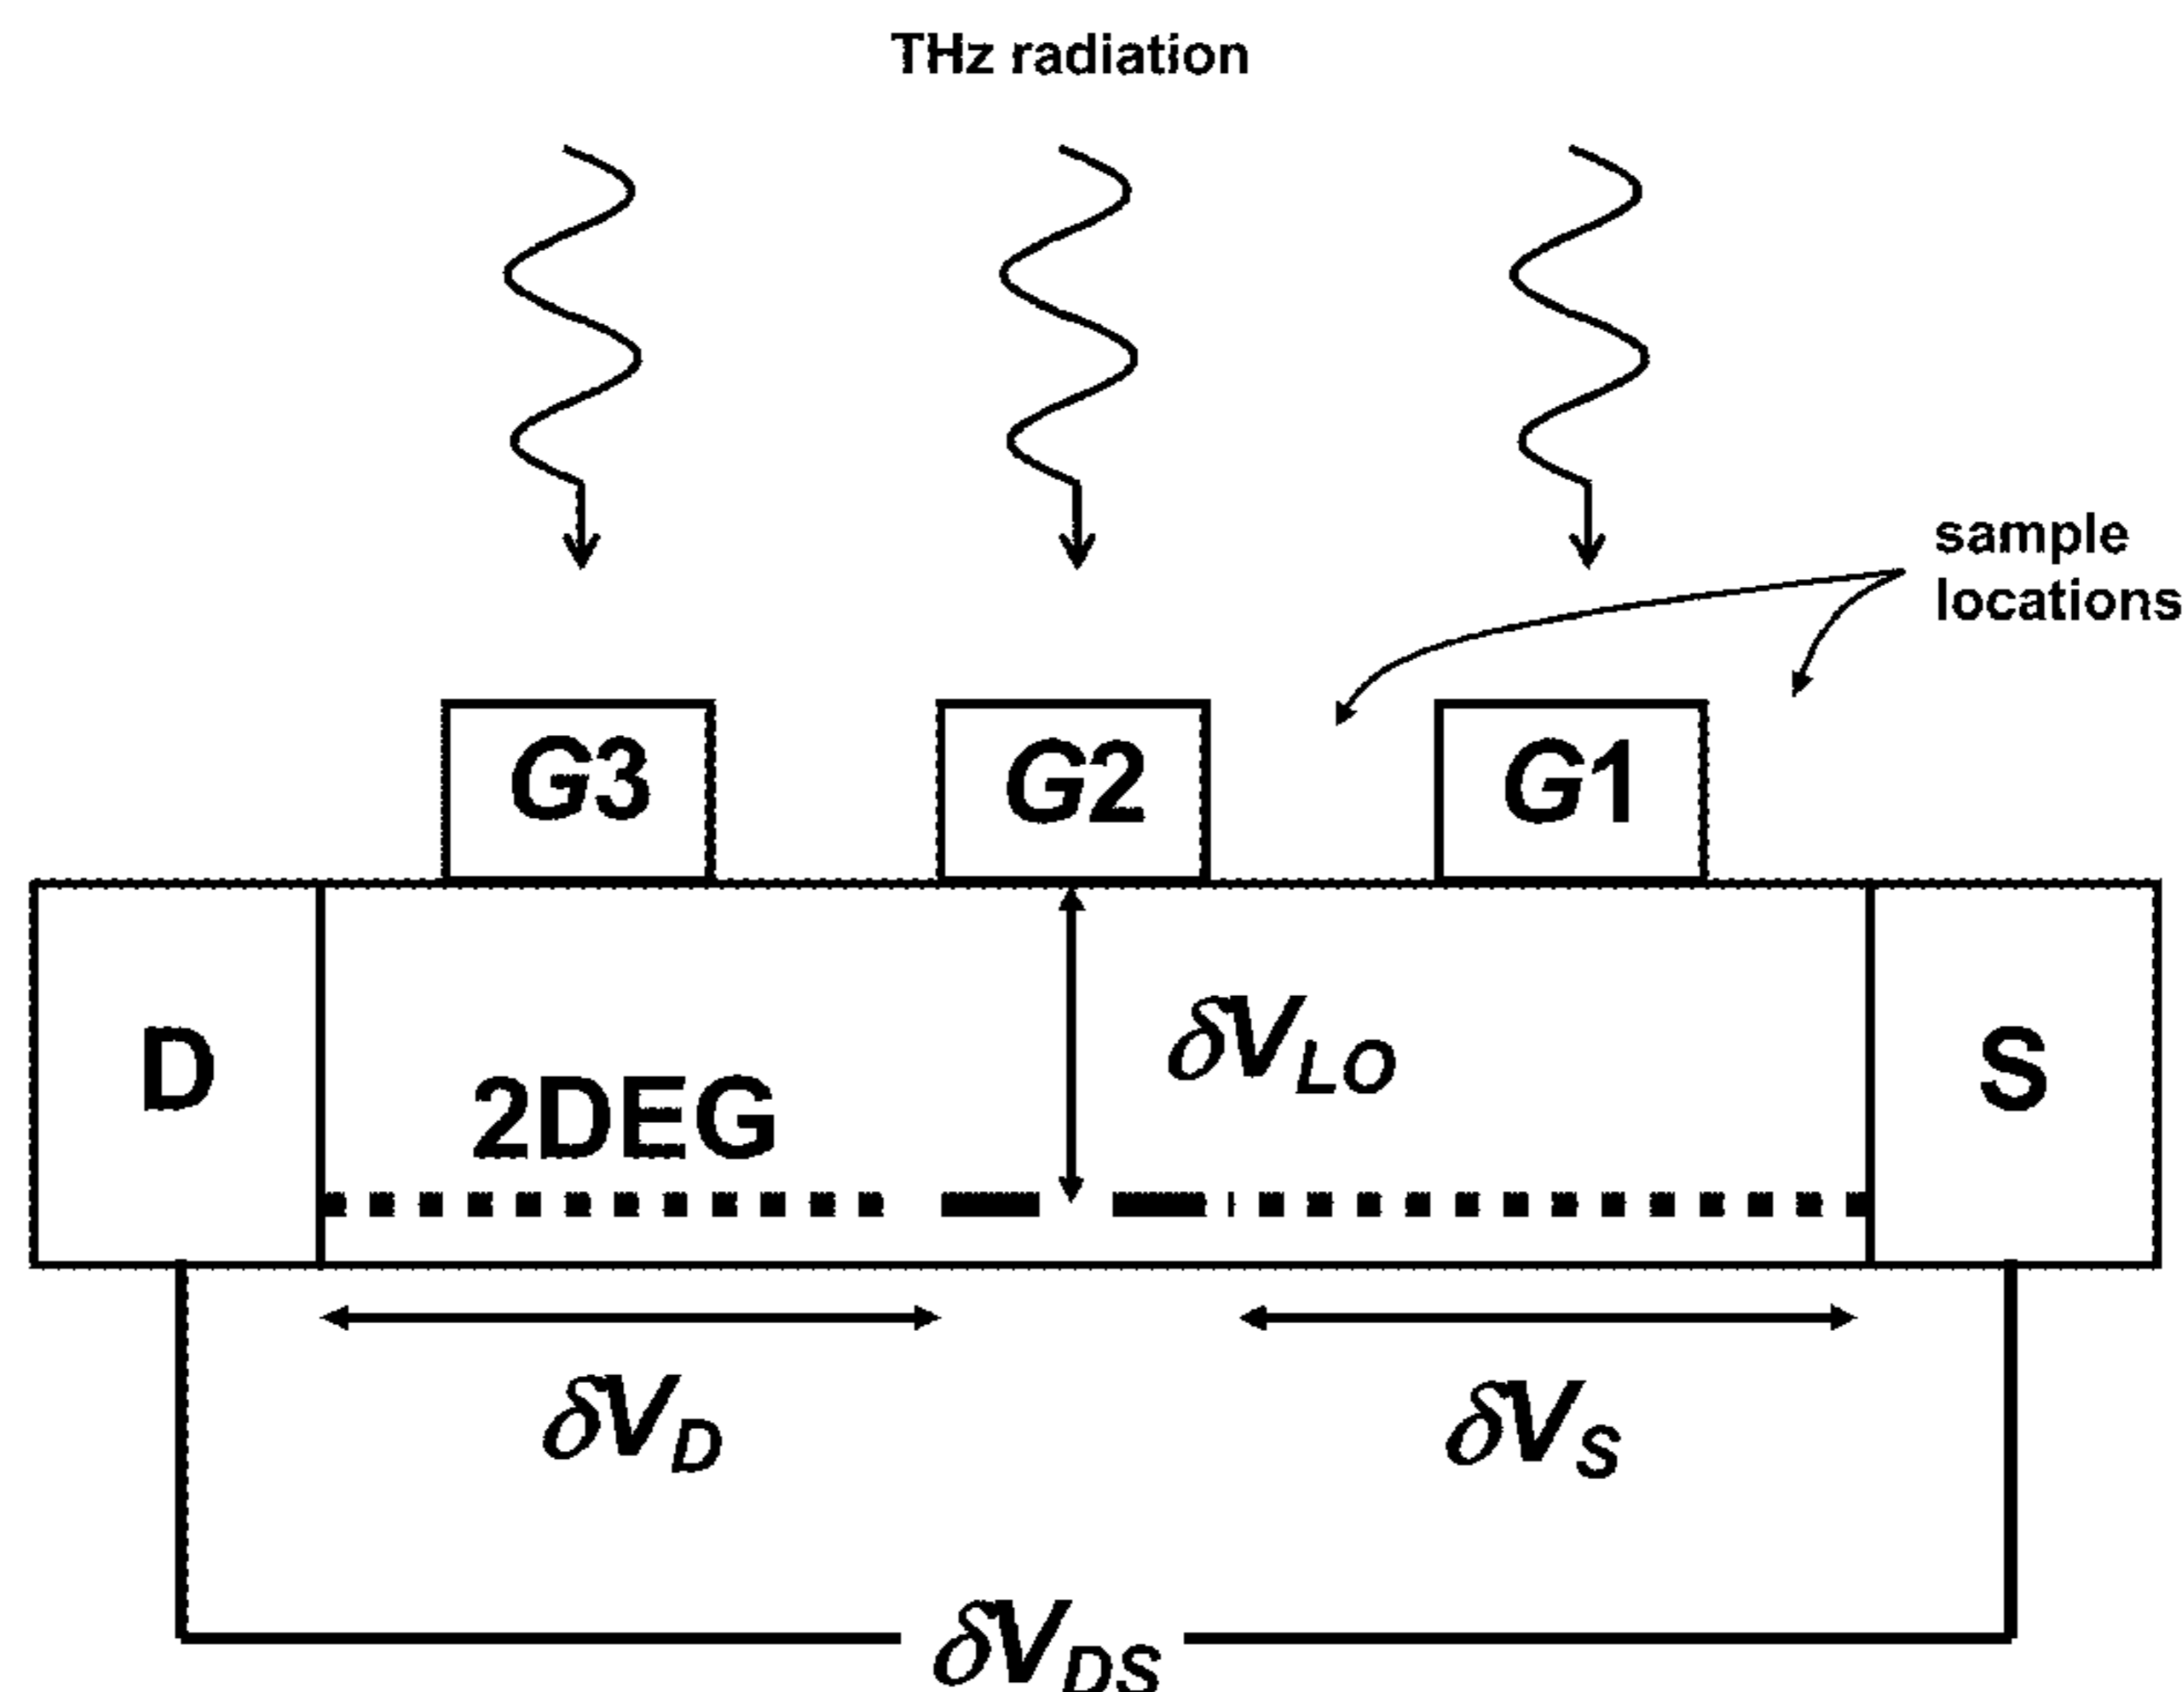 THz radiation
sample
locations
G3
G2
G1
D
2DEG
δV_LO
S
δV_D
δV_S
δV_DS